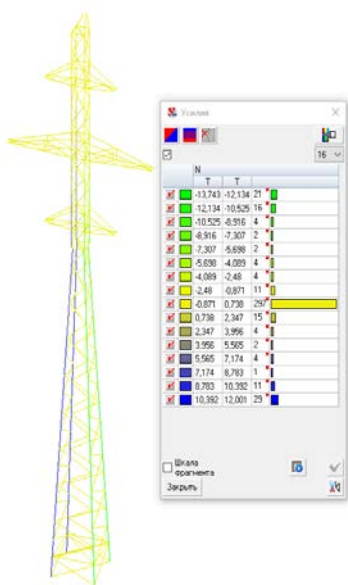 Усилия
16
N
Т Т
-13,743 -12,134 21
-12,134 -10,525 16
-10,525 -8,916 4
-8,916 -7,307 2
-7,307 -5,698 2
-5,698 -4,089 4
-4,089 -2,48 4
-2,48 -0,871 11
-0,871 0,738 297
0,738 2,347 15
2,347 3,956 4
3,956 5,565 2
5,565 7,174 4
7,174 8,783 1
8,783 10,392 11
10,392 12,001 29
Шкала
фрагмента
Закрыть